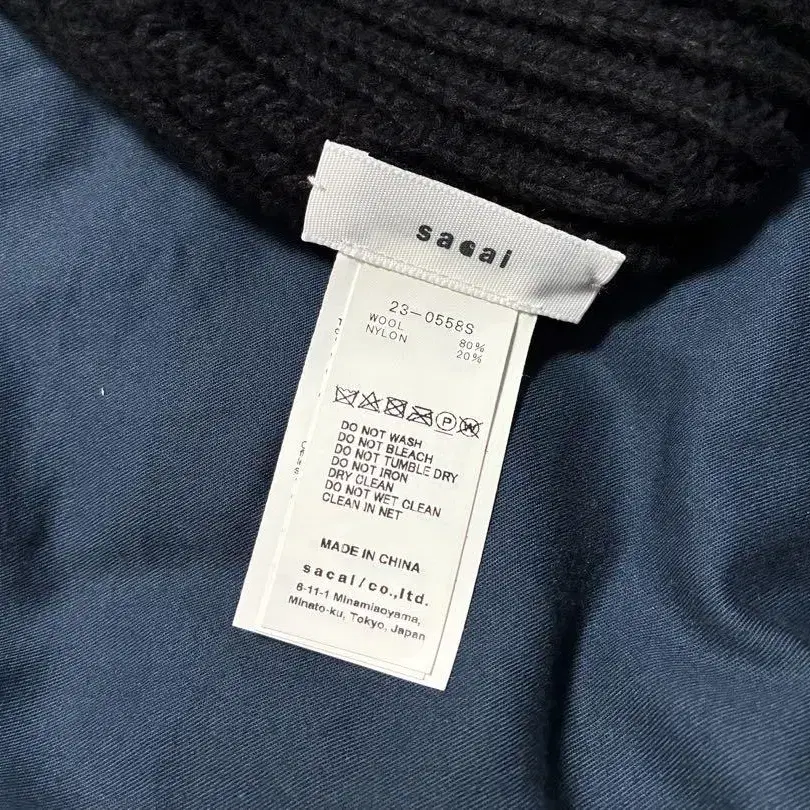 sacai
23-0558S
WOOL 80%
NYLON 20%
P W
DO NOT WASH
DO NOT BLEACH
DO NOT TUMBLE DRY
DO NOT IRON
DRY CLEAN
DO NOT WET CLEAN
CLEAN IN NET
MADE IN CHINA
sacai/co.,ltd.
6-11-1 Minamiaoyama,
Minato-ku, Tokyo, Japan